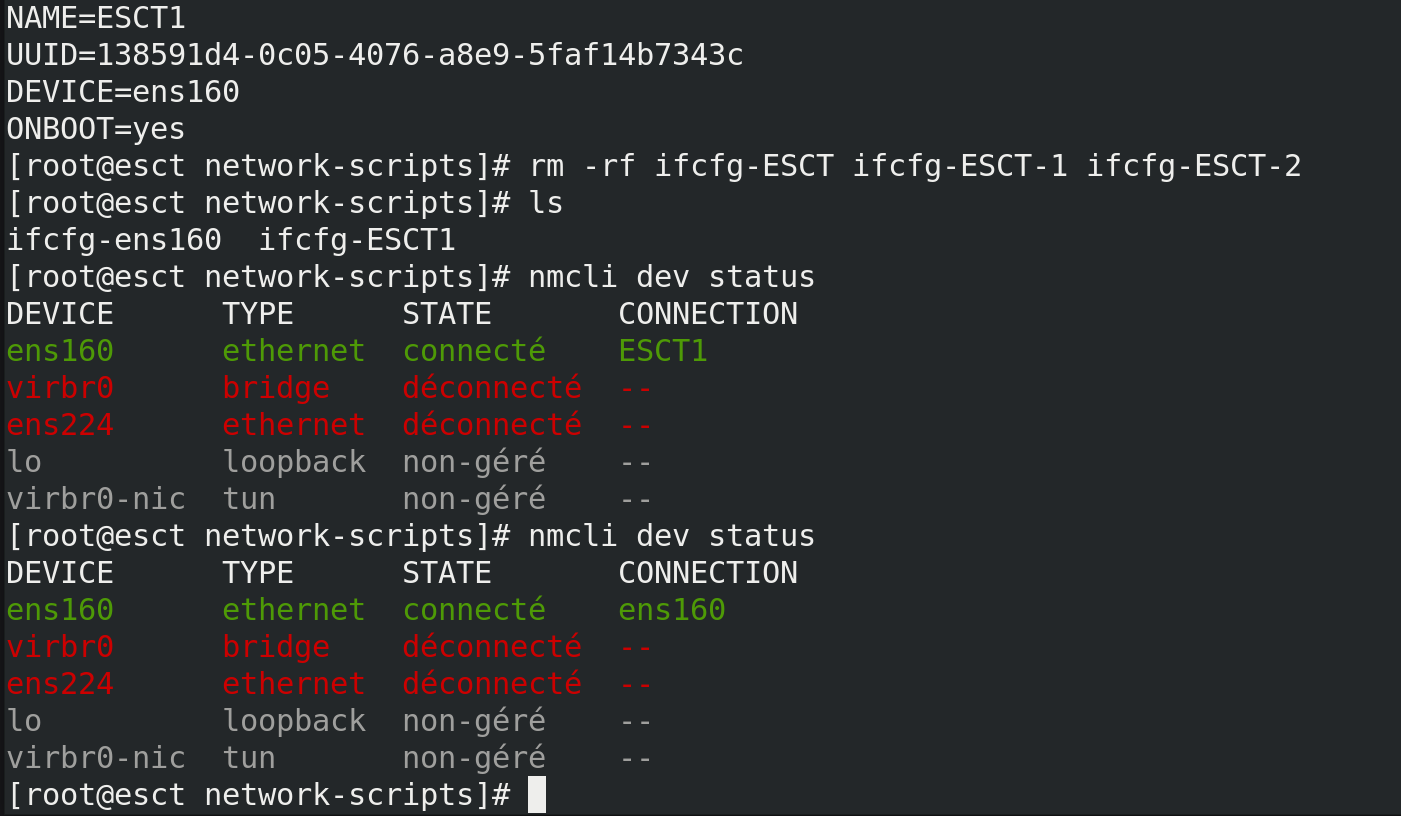 NAME=ESCT1
UUID=138591d4-0c05-4076-a8e9-5faf14b7343c
DEVICE=ens160
ONBOOT=yes
[root@esct network-scripts]# rm -rf ifcfg-ESCT ifcfg-ESCT-1 ifcfg-ESCT-2
[root@esct network-scripts]# ls
ifcfg-ens160  ifcfg-ESCT1
[root@esct network-scripts]# nmcli dev status
DEVICE      TYPE      STATE       CONNECTION
ens160      ethernet  connecté    ESCT1
virbr0      bridge    déconnecté  --
ens224      ethernet  déconnecté  --
lo          loopback  non-géré    --
virbr0-nic  tun       non-géré    --
[root@esct network-scripts]# nmcli dev status
DEVICE      TYPE      STATE       CONNECTION
ens160      ethernet  connecté    ens160
virbr0      bridge    déconnecté  --
ens224      ethernet  déconnecté  --
lo          loopback  non-géré    --
virbr0-nic  tun       non-géré    --
[root@esct network-scripts]#